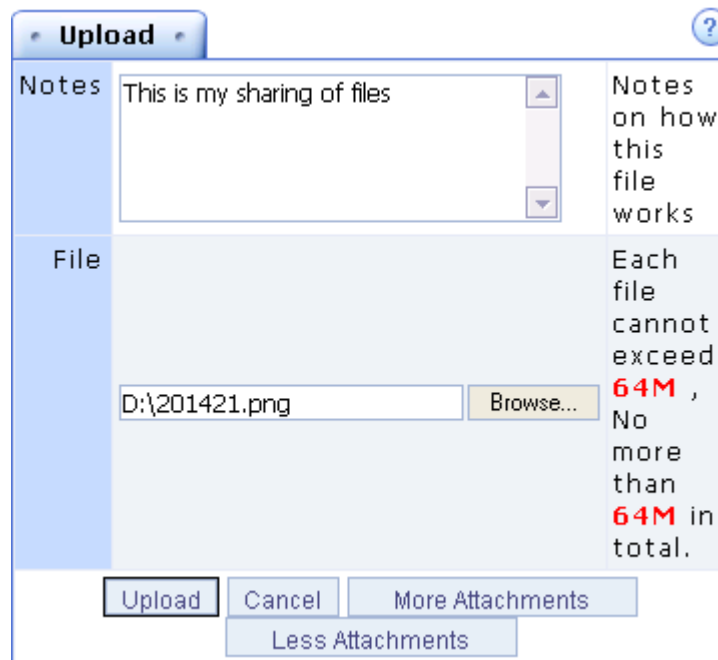 Upload
?
Notes
This is my sharing of files
Notes
on how
this
file
works
File
D:\201421.png
Browse...
Each
file
cannot
exceed
64M ,
No
more
than
64M in
total.
Upload
Cancel
More Attachments
Less Attachments